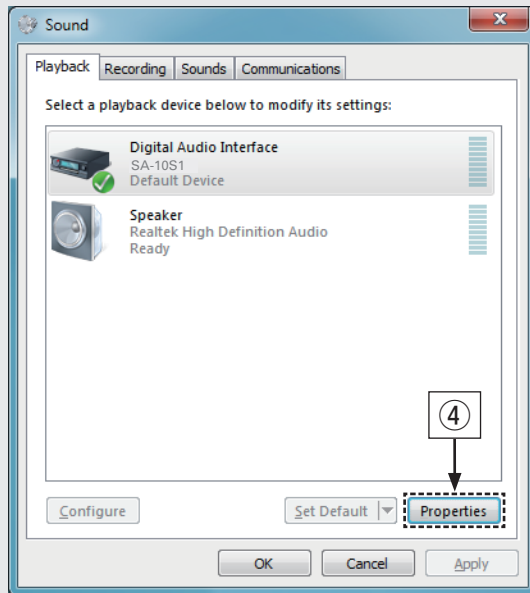 Sound
Playback Recording Sounds Communications
Select a playback device below to modify its settings:
Digital Audio Interface
SA-10S1
Default Device
Speaker
Realtek High Definition Audio
Ready
④
Configure Set Default Properties
OK Cancel Apply